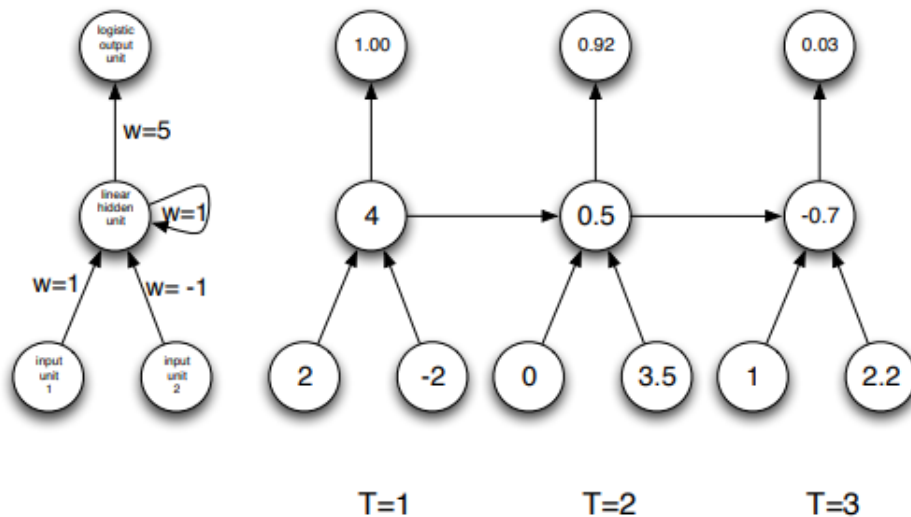 logistic
output
unit
1.00
0.92
0.03
w=5
linear
hidden
unit
w=1
4
0.5
-0.7
w=1
w= -1
input
unit
1
input
unit
2
2
-2
0
3.5
1
2.2
T=1
T=2
T=3